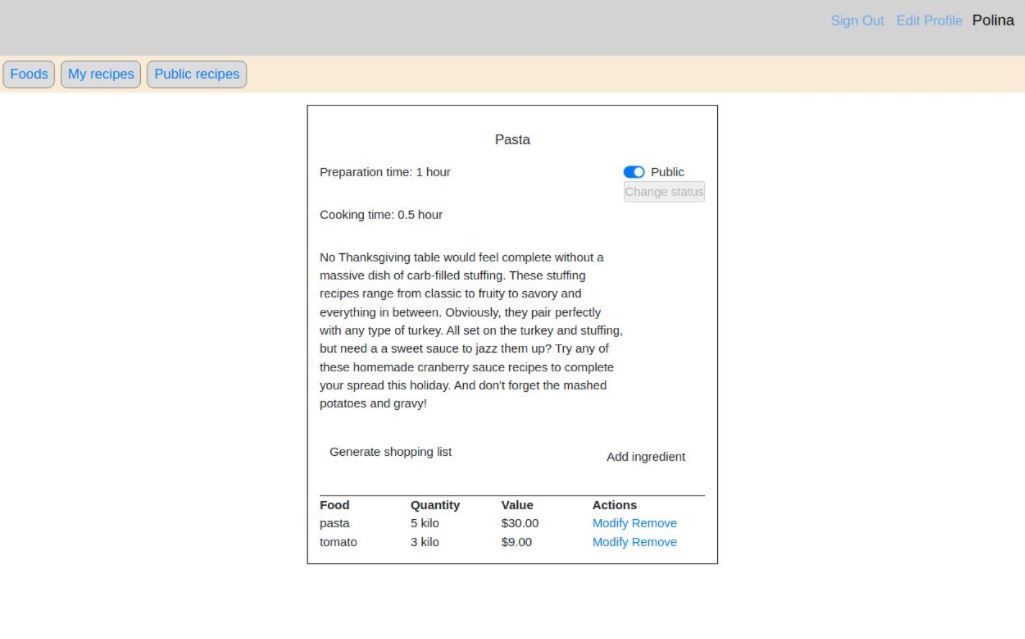 Sign Out Edit Profile Polina
Foods My recipes Public recipes
Pasta
Preparation time: 1 hour
Public
Change status
Cooking time: 0.5 hour
No Thanksgiving table would feel complete without a
massive dish of carb-filled stuffing. These stuffing
recipes range from classic to fruity to savory and
everything in between. Obviously, they pair perfectly
with any type of turkey. All set on the turkey and stuffing,
but need a a sweet sauce to jazz them up? Try any of
these homemade cranberry sauce recipes to complete
your spread this holiday. And don't forget the mashed
potatoes and gravy!
Generate shopping list
Add ingredient
Food Quantity Value Actions
pasta 5 kilo $30.00 Modify Remove
tomato 3 kilo $9.00 Modify Remove